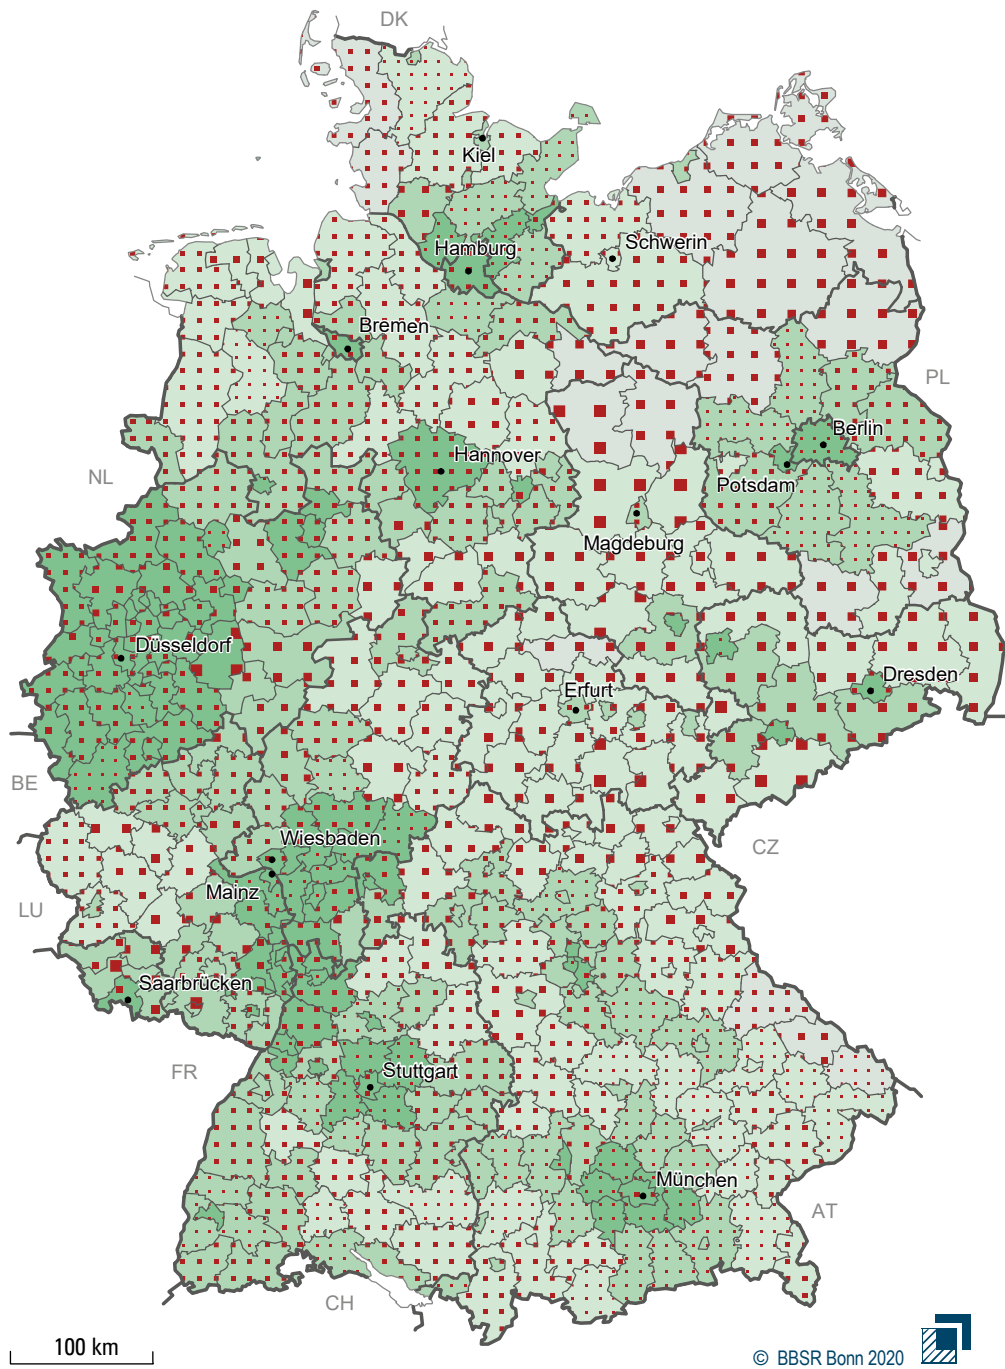 DK
Kiel
Schwerin
Hamburg
Bremen
PL
Berlin
Hannover
NL
Potsdam
Magdeburg
Düsseldorf
Dresden
Erfurt
BE
Wiesbaden
CZ
Mainz
LU
Saarbrücken
FR
Stuttgart
München
AT
CH
100 km
© BBSR Bonn 2020